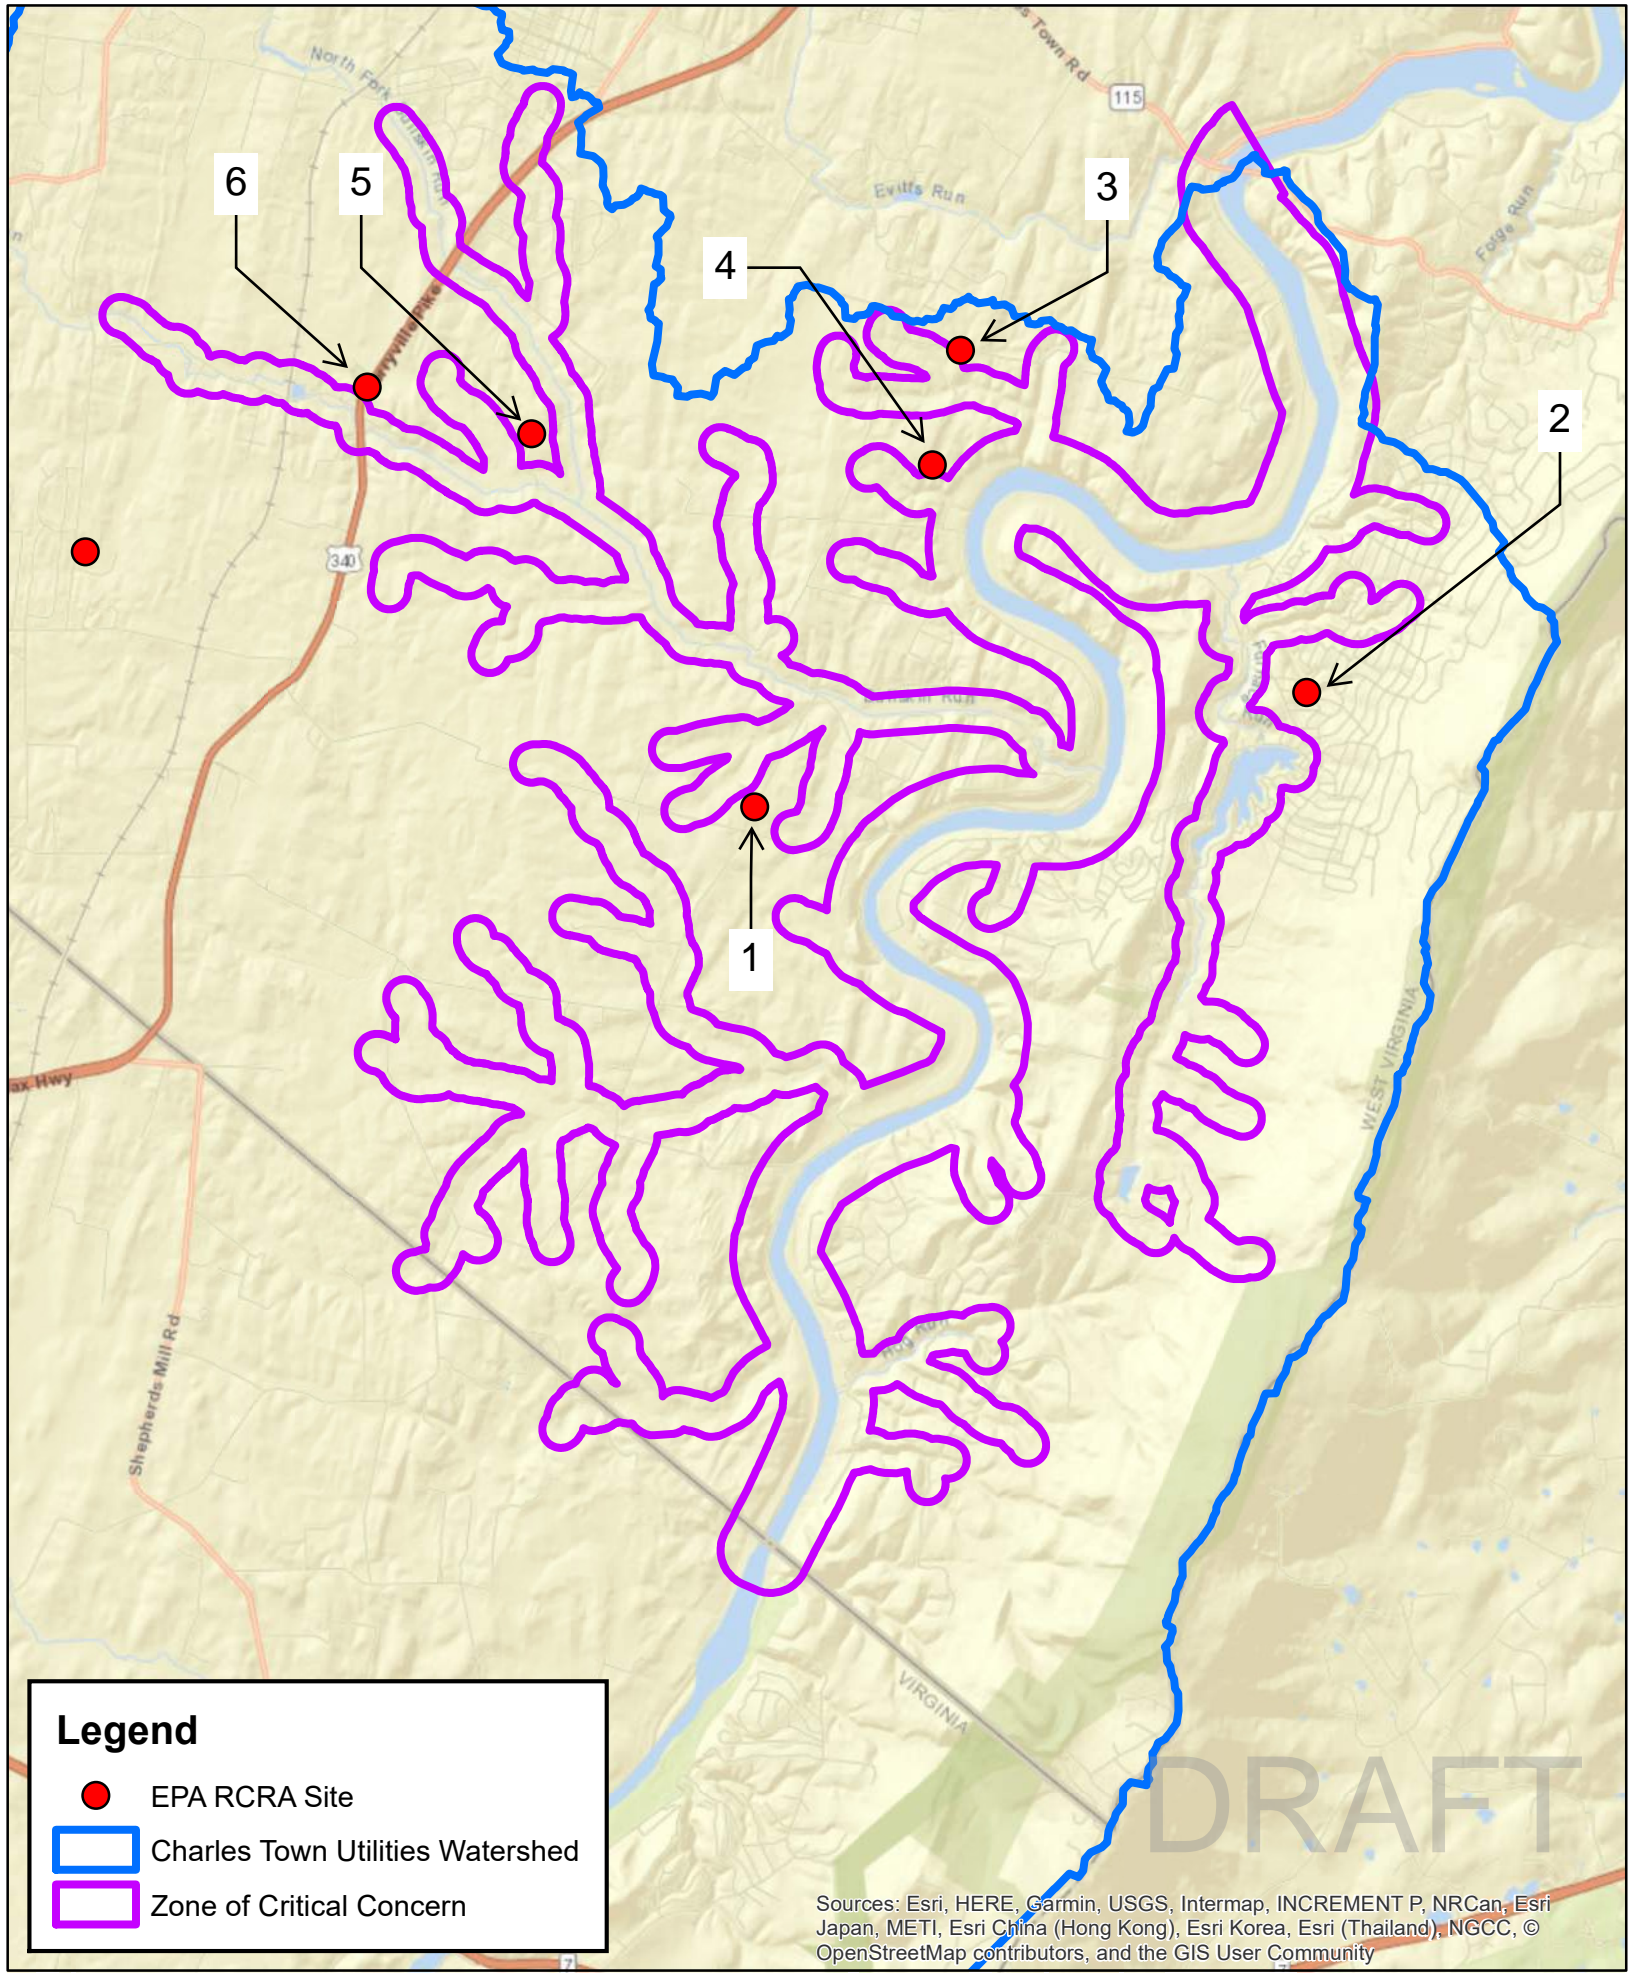 Town Rd
115
North Fork
Evitts Run
Forge Run
6
5
3
4
2
340
1
WEST VIRGINIA
Hwy
Shepherds Mill Rd
VIRGINIA
Legend
EPA RCRA Site
Charles Town Utilities Watershed
Zone of Critical Concern
DRAFT
Sources: Esri, HERE, Garmin, USGS, Intermap, INCREMENT P, NRCan, Esri
Japan, METI, Esri China (Hong Kong), Esri Korea, Esri (Thailand), NGCC, ©
OpenStreetMap contributors, and the GIS User Community
7